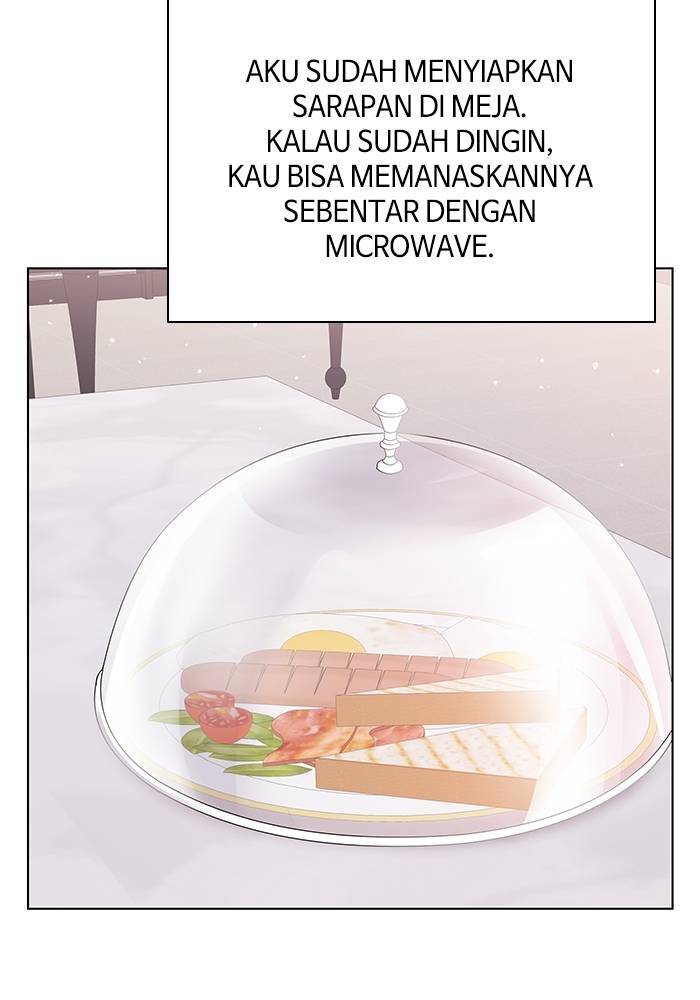 AKU SUDAH MENYIAPKAN
SARAPAN DI MEJA.
KALAU SUDAH DINGIN,
KAU BISA MEMANASKANNYA
SEBENTAR DENGAN
MICROWAVE.